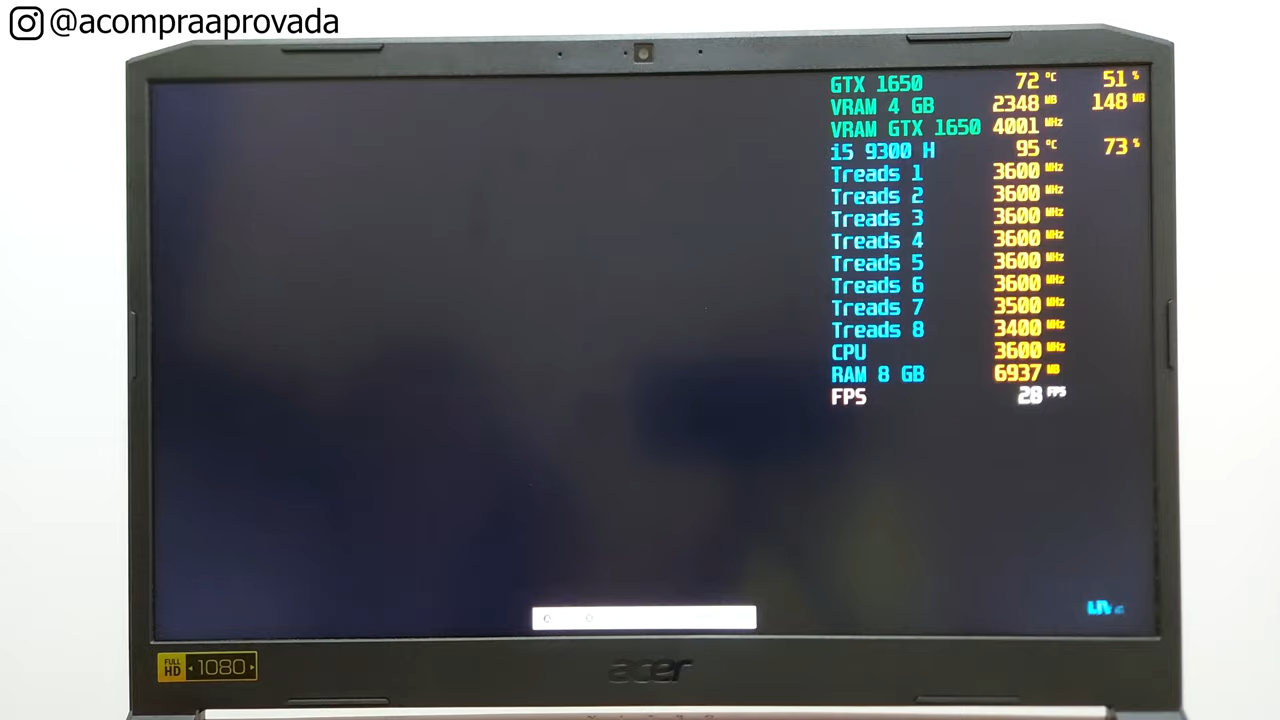 @acompraaprovada
GTX 1650 72 °C 51 %
VRAM 4 GB 2348 MB 148 MB
VRAM GTX 1650 4001 MHz
i5 9300 H 95 °C 73 %
Treads 1 3600 MHz
Treads 2 3600 MHz
Treads 3 3600 MHz
Treads 4 3600 MHz
Treads 5 3600 MHz
Treads 6 3600 MHz
Treads 7 3500 MHz
Treads 8 3400 MHz
CPU 3600 MHz
RAM 8 GB 6937 MB
FPS 28 FPS
FULL HD 1080
acer